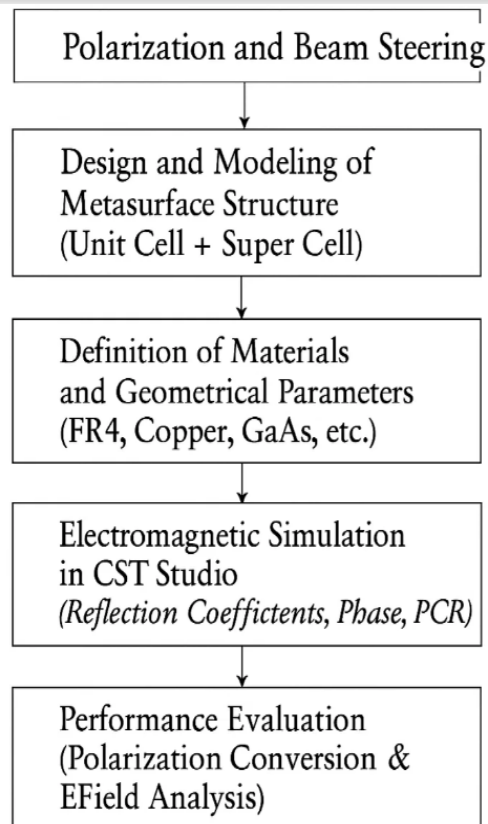 Polarization and Beam Steering
Design and Modeling of
Metasurface Structure
(Unit Cell + Super Cell)
Definition of Materials
and Geometrical Parameters
(FR4, Copper, GaAs, etc.)
Electromagnetic Simulation
in CST Studio
(Reflection Coeffictents, Phase, PCR)
Performance Evaluation
(Polarization Conversion &
EField Analysis)